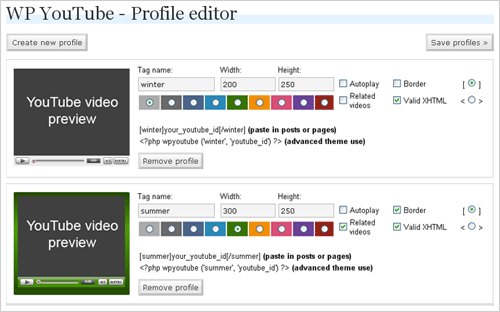 WP YouTube - Profile editor
Create new profile
Save profiles »
YouTube video
preview
Tag name: Width: Height:
winter 200 250
Autoplay Border [ ]
Related
videos
Valid XHTML < >
[winter]your_youtube_id[/winter] (paste in posts or pages)
<?php wpyoutube ('winter', 'youtube_id') ?> (advanced theme use)
Remove profile
YouTube video
preview
Tag name: Width: Height:
summer 300 250
Autoplay Border [ ]
Related
videos
Valid XHTML < >
[summer]your_youtube_id[/summer] (paste in posts or pages)
<?php wpyoutube ('summer', 'youtube_id') ?> (advanced theme use)
Remove profile